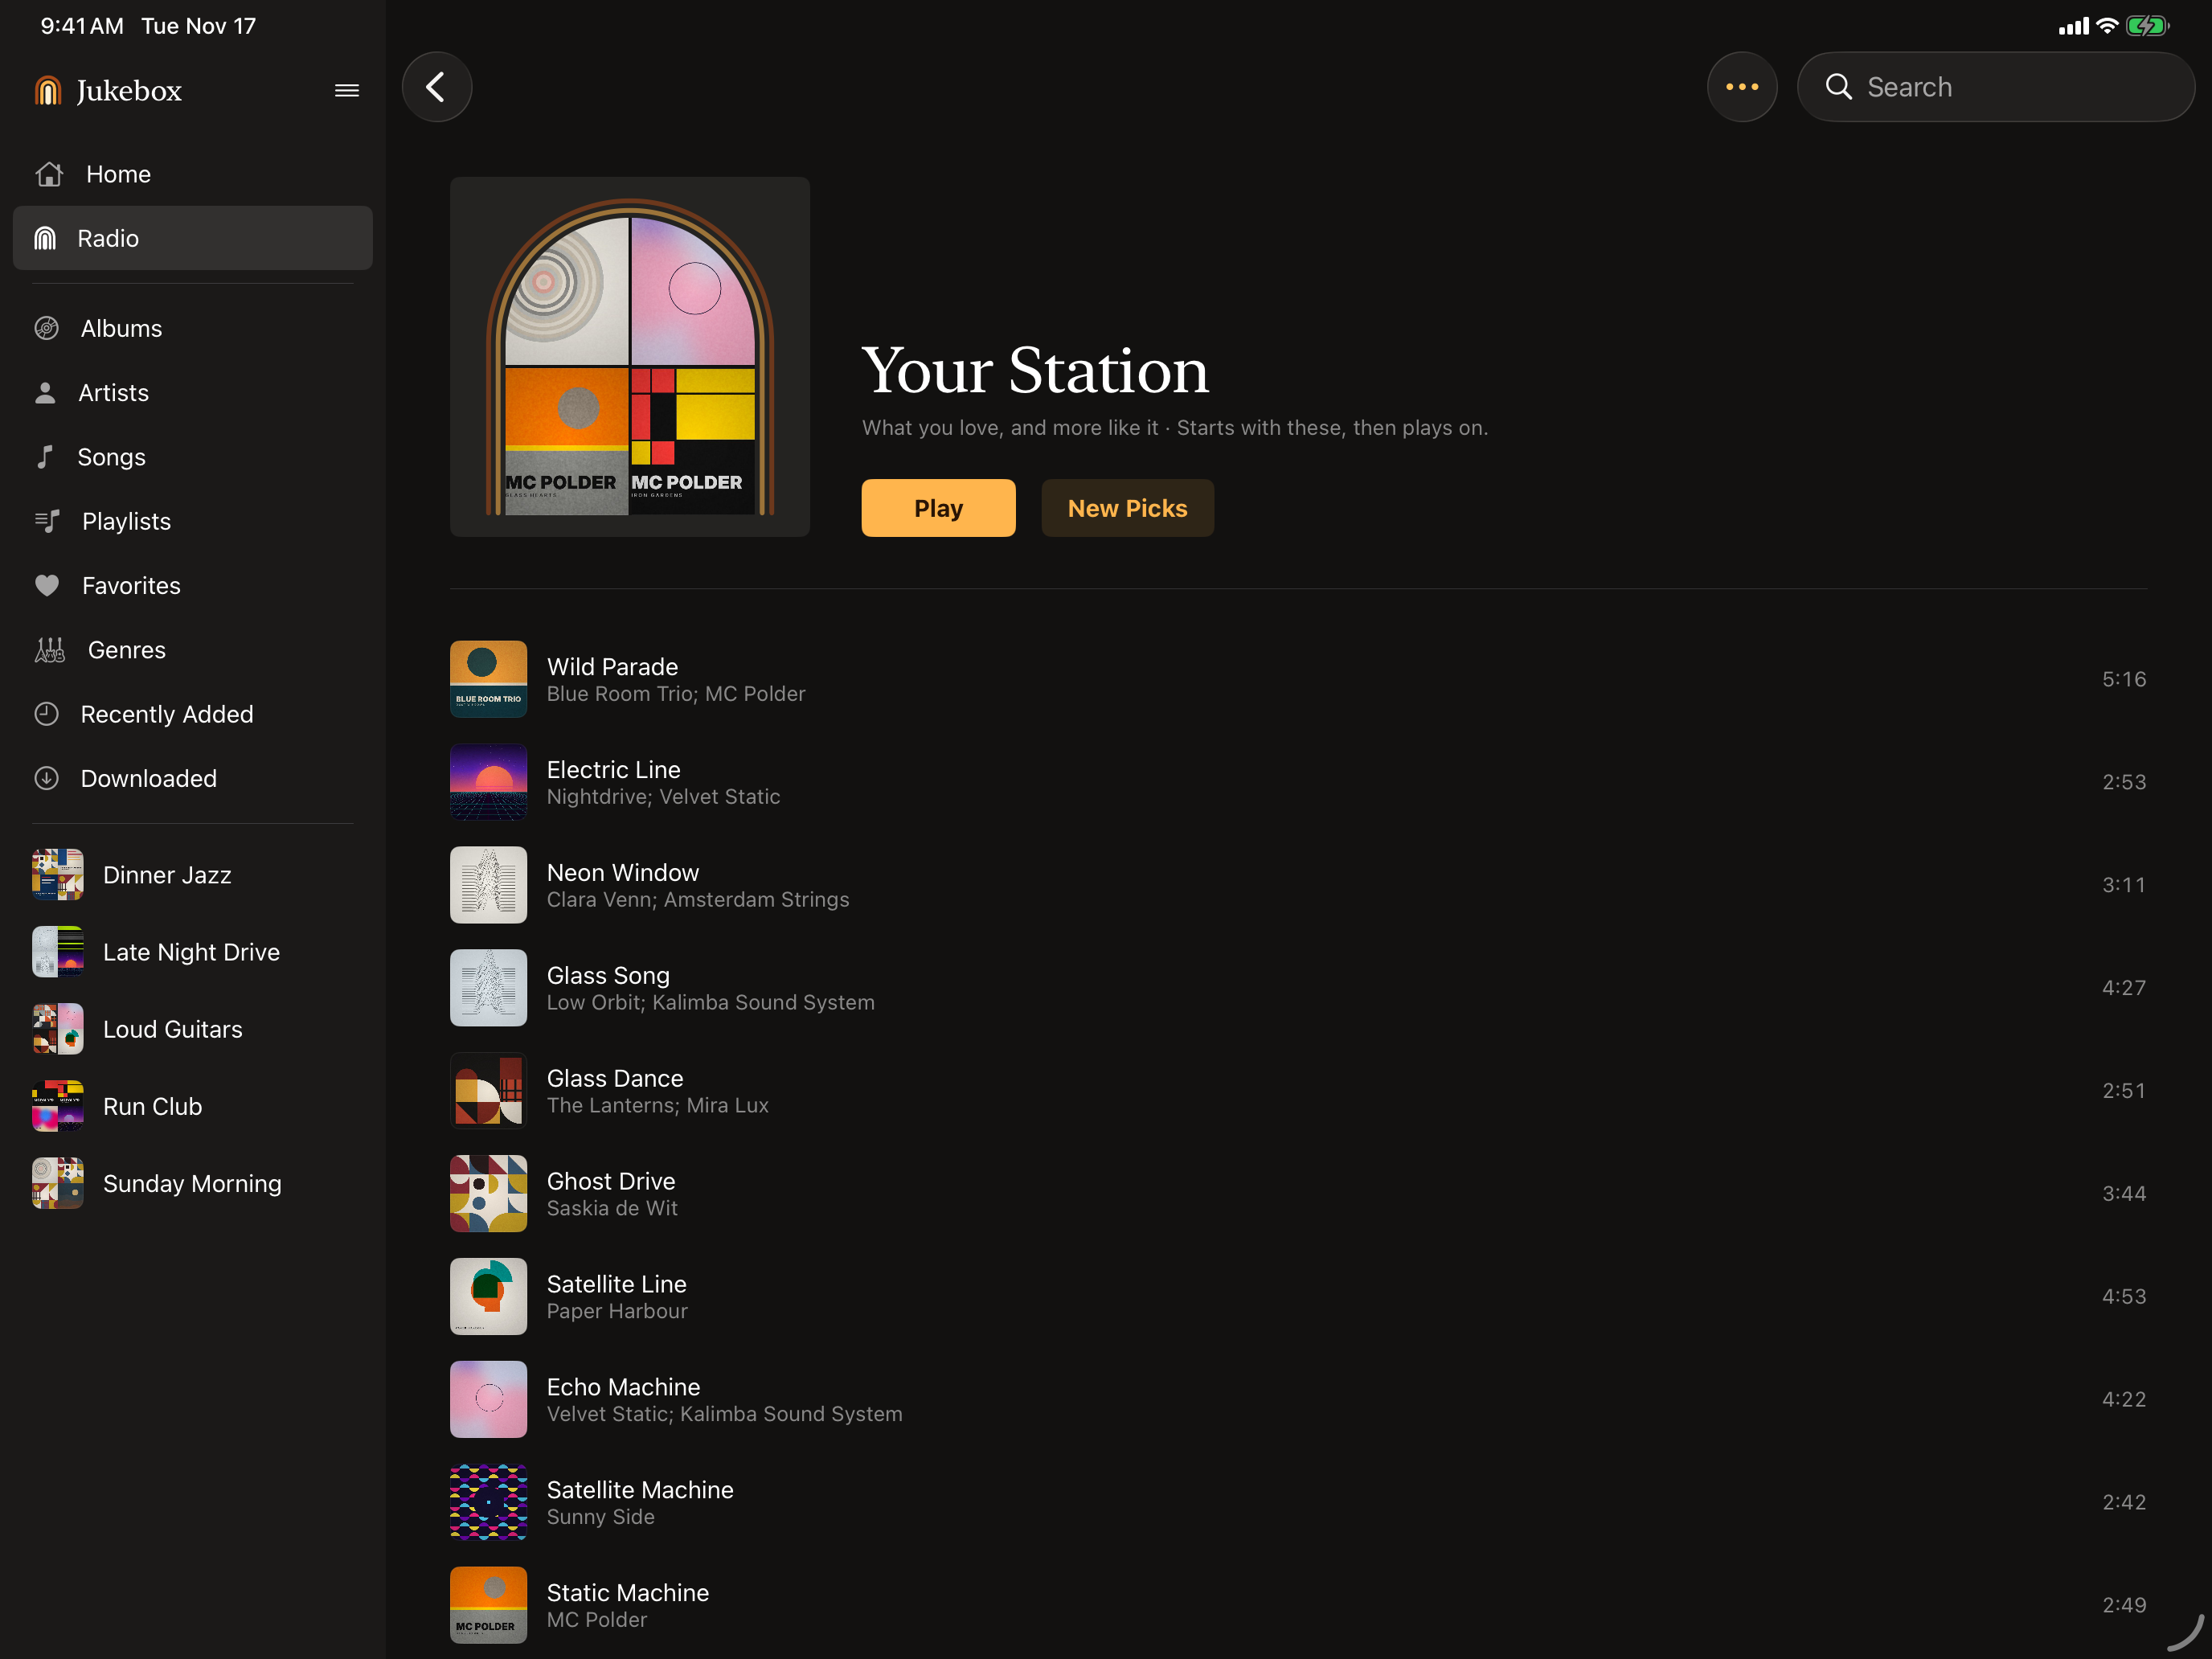 9:41 AM Tue Nov 17
Jukebox
Search
Home
Radio
Albums
Artists
Songs
Playlists
Favorites
Genres
Recently Added
Downloaded
Dinner Jazz
Late Night Drive
Loud Guitars
Run Club
Sunday Morning
MC POLDER
GLASS HEARTS
MC POLDER
IRON GARDENS
Your Station
What you love, and more like it · Starts with these, then plays on.
Play
New Picks
BLUE ROOM TRIO
Wild Parade
Blue Room Trio; MC Polder
5:16
Electric Line
Nightdrive; Velvet Static
2:53
Neon Window
Clara Venn; Amsterdam Strings
3:11
Glass Song
Low Orbit; Kalimba Sound System
4:27
Glass Dance
The Lanterns; Mira Lux
2:51
Ghost Drive
Saskia de Wit
3:44
Satellite Line
Paper Harbour
4:53
Echo Machine
Velvet Static; Kalimba Sound System
4:22
Satellite Machine
Sunny Side
2:42
MC POLDER
Static Machine
MC Polder
2:49